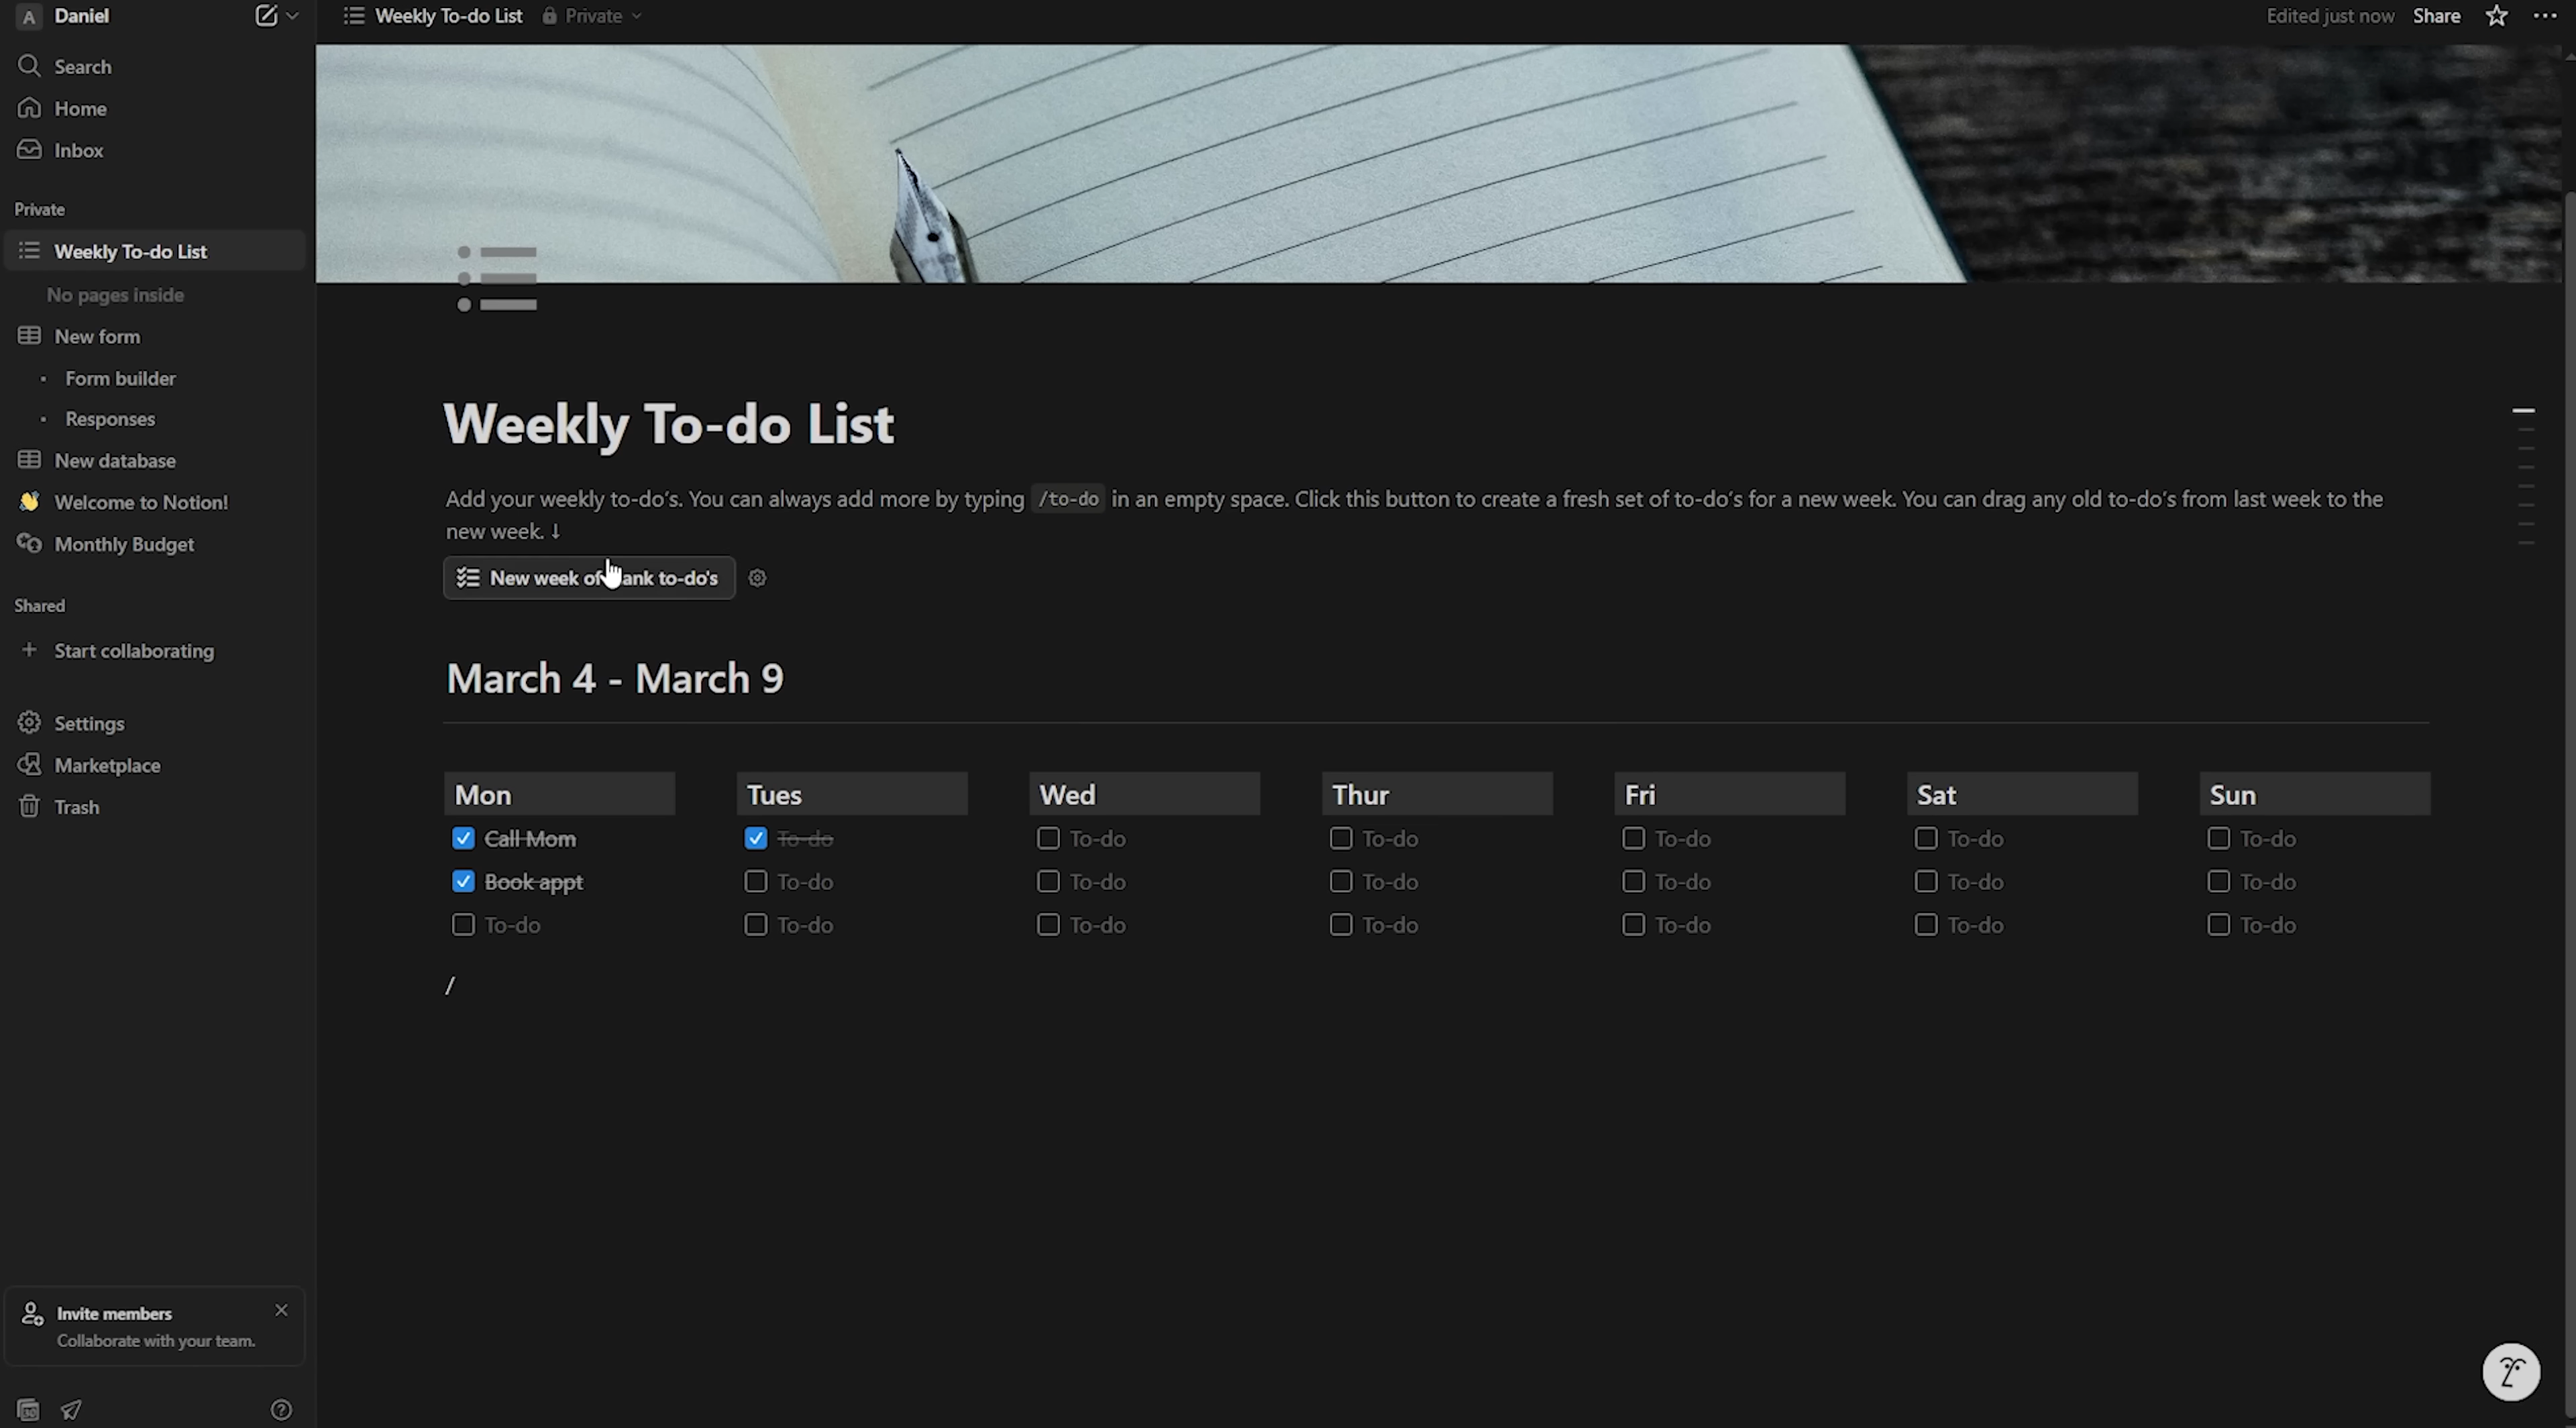 A Daniel
Search
Home
Inbox
Private
Weekly To-do List
No pages inside
New form
Form builder
Responses
New database
Welcome to Notion!
Monthly Budget
Shared
Start collaborating
Settings
Marketplace
Trash
Invite members
Collaborate with your team.
Weekly To-do List Private
Edited just now Share
Weekly To-do List
Add your weekly to-do's. You can always add more by typing /to-do in an empty space. Click this button to create a fresh set of to-do's for a new week. You can drag any old to-do's from last week to the
new week. ↓
New week of ank to-do's
March 4 - March 9
Mon Tues Wed Thur Fri Sat Sun
Call Mom To-do To-do To-do To-do To-do To-do
Book appt To-do To-do To-do To-do To-do To-do
To-do To-do To-do To-do To-do To-do To-do
/